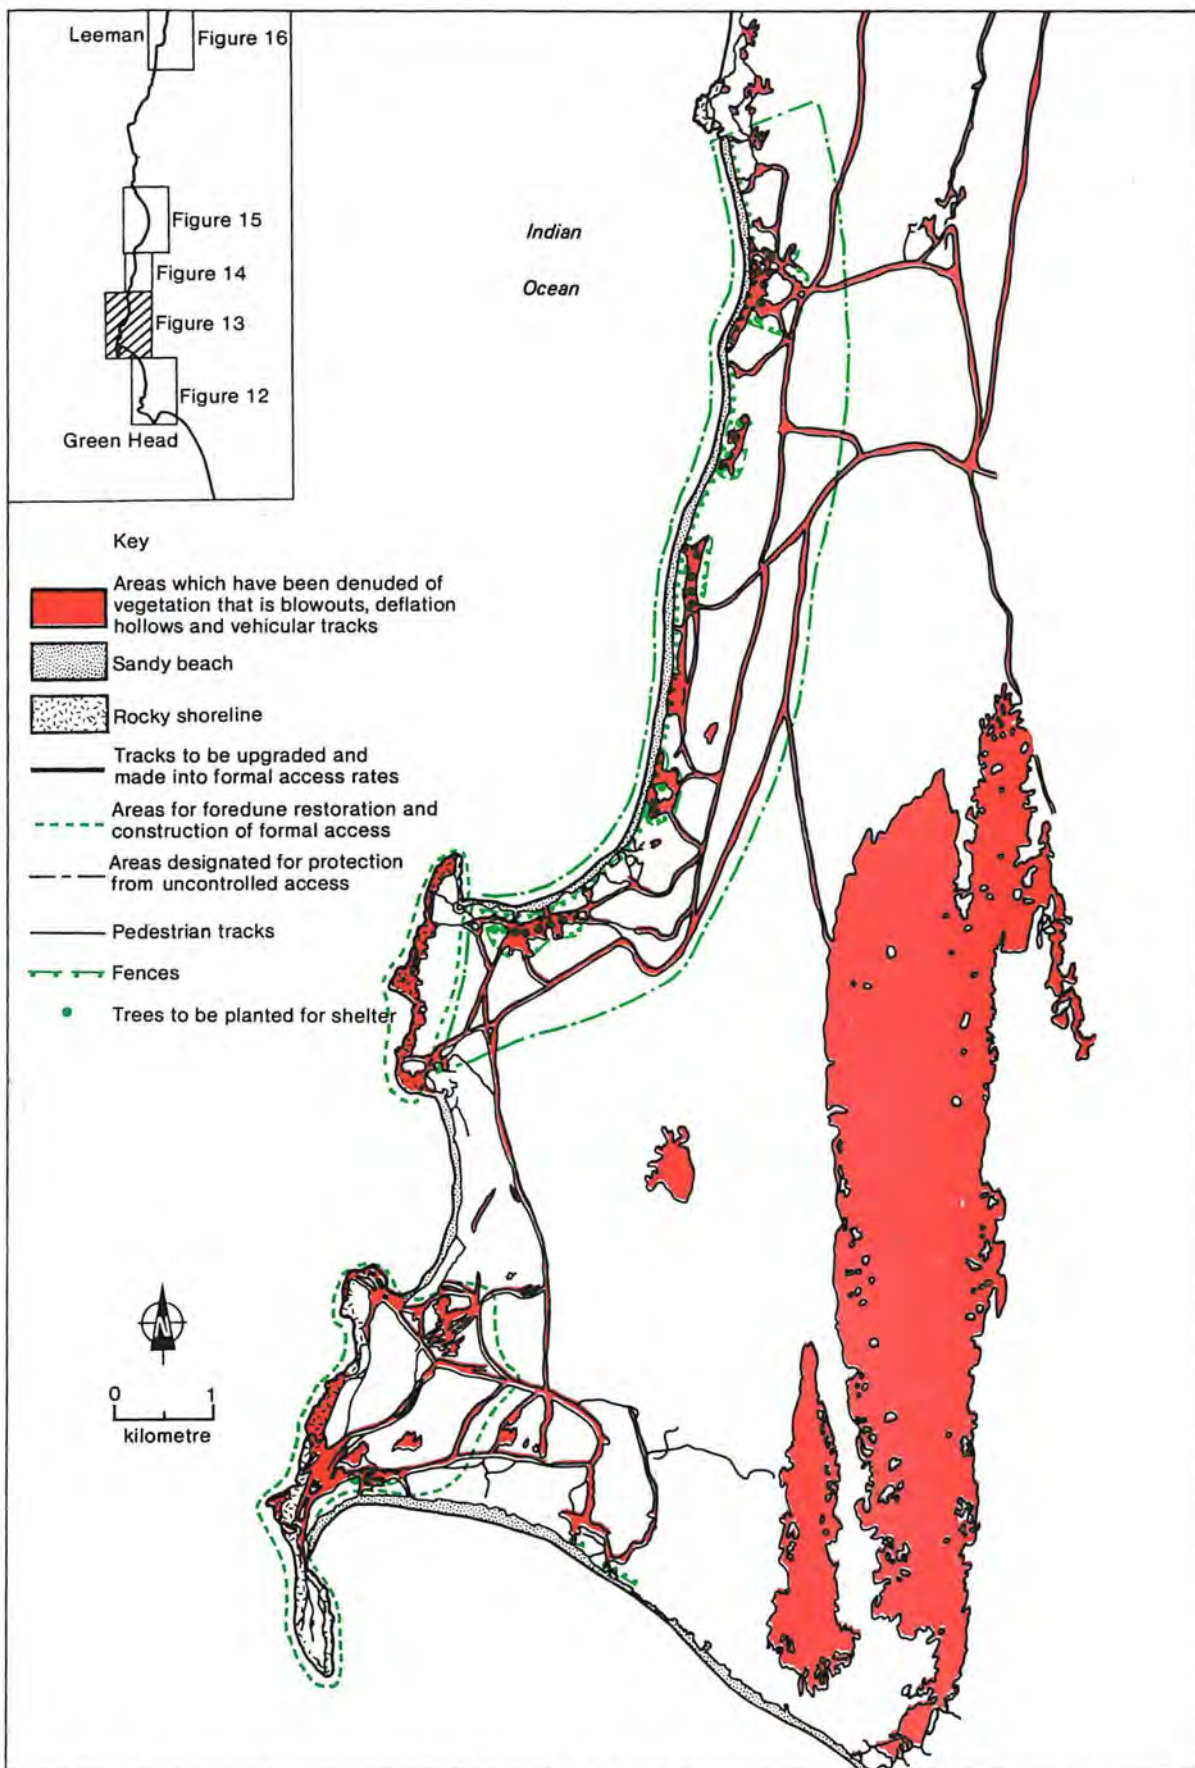 Leeman
Figure 16
Figure 15
Figure 14
Figure 13
Figure 12
Green Head
Indian
Ocean
Key
Areas which have been denuded of
vegetation that is blowouts, deflation
hollows and vehicular tracks
Sandy beach
Rocky shoreline
Tracks to be upgraded and
made into formal access rates
Areas for foredune restoration and
construction of formal access
Areas designated for protection
from uncontrolled access
Pedestrian tracks
Fences
Trees to be planted for shelter
N
0 1
kilometre